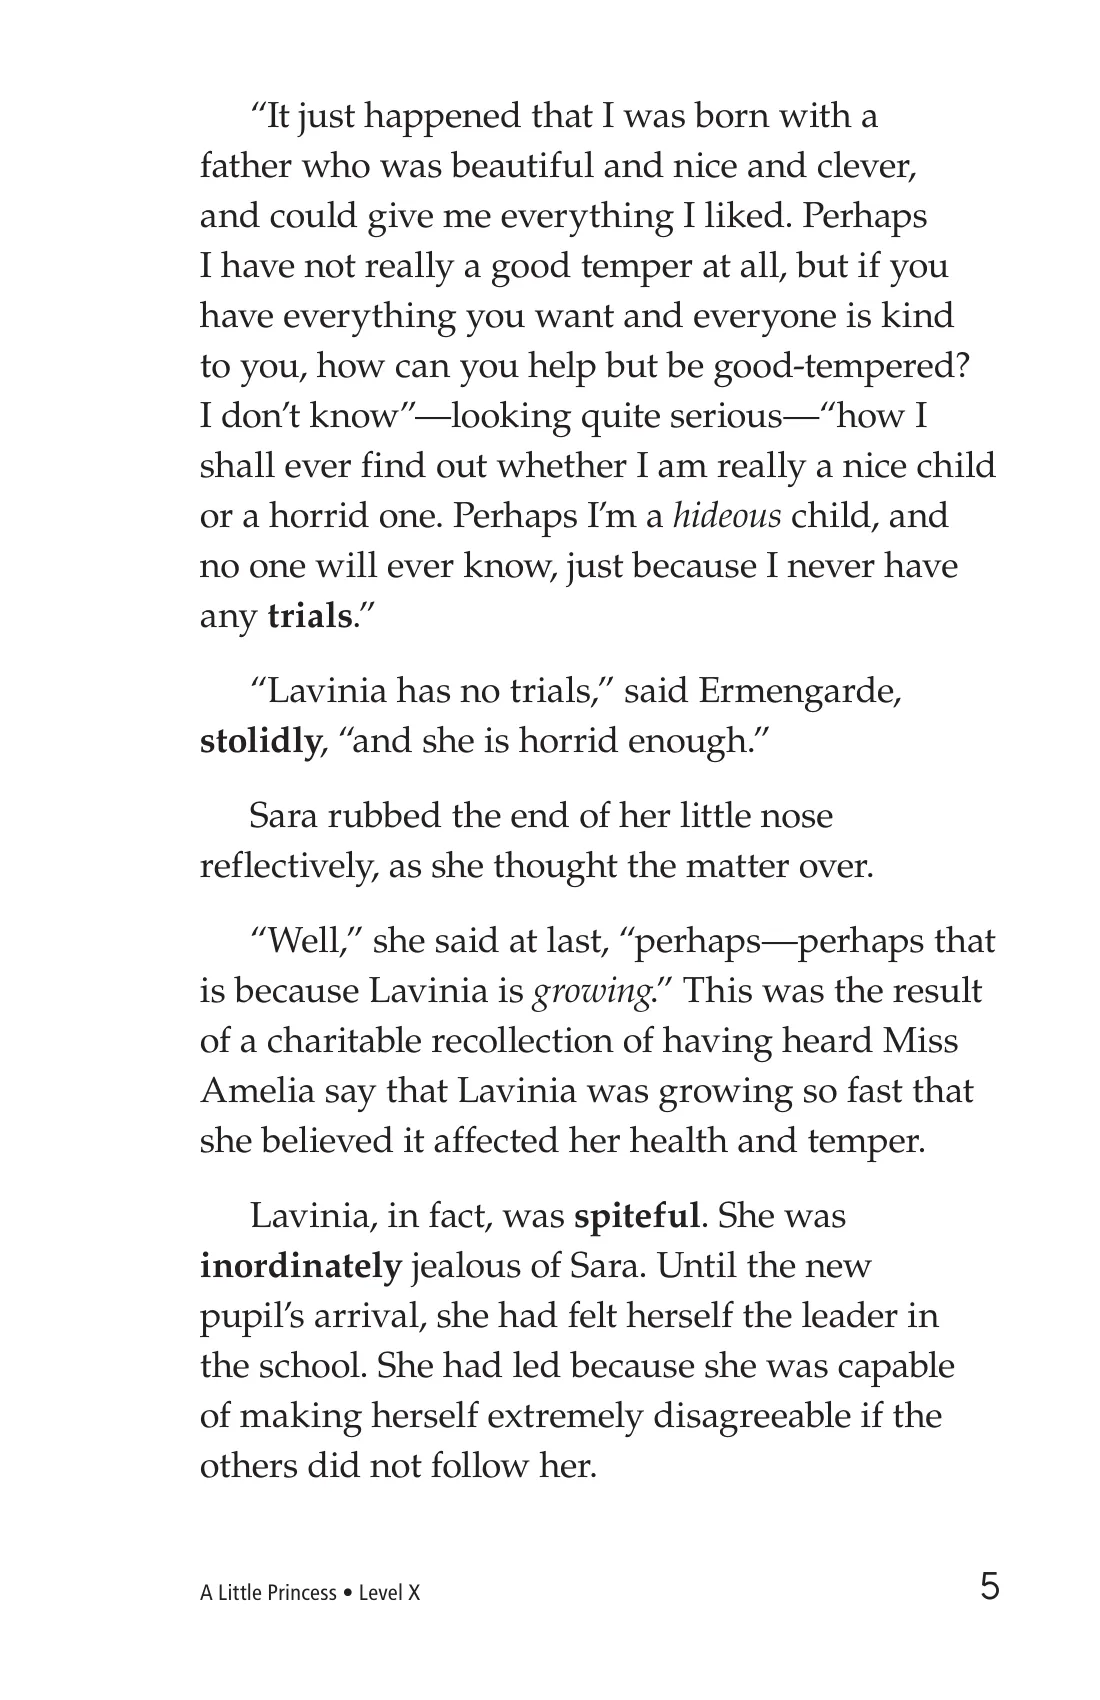 “It just happened that I was born with a
father who was beautiful and nice and clever,
and could give me everything I liked. Perhaps
I have not really a good temper at all, but if you
have everything you want and everyone is kind
to you, how can you help but be good-tempered?
I don’t know”—looking quite serious—“how I
shall ever find out whether I am really a nice child
or a horrid one. Perhaps I’m a hideous child, and
no one will ever know, just because I never have
any trials.”
“Lavinia has no trials,” said Ermengarde,
stolidly, “and she is horrid enough.”
Sara rubbed the end of her little nose
reflectively, as she thought the matter over.
“Well,” she said at last, “perhaps—perhaps that
is because Lavinia is growing.” This was the result
of a charitable recollection of having heard Miss
Amelia say that Lavinia was growing so fast that
she believed it affected her health and temper.
Lavinia, in fact, was spiteful. She was
inordinately jealous of Sara. Until the new
pupil’s arrival, she had felt herself the leader in
the school. She had led because she was capable
of making herself extremely disagreeable if the
others did not follow her.
A Little Princess • Level X
5